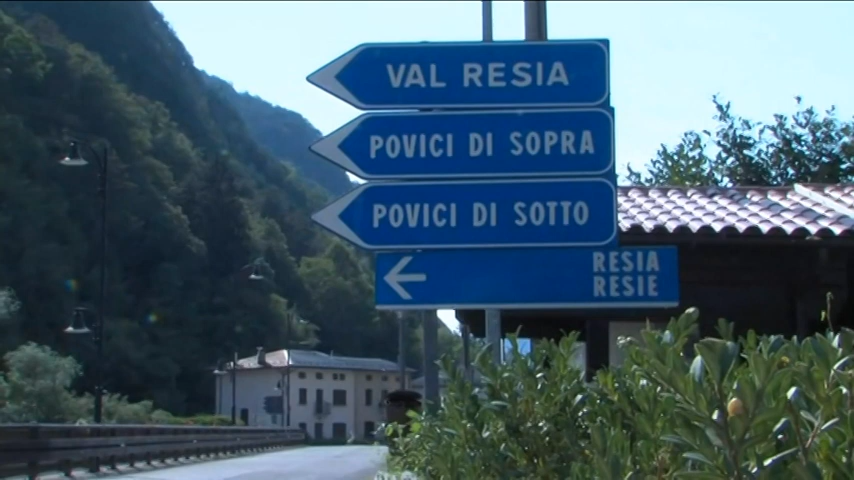 VAL RESIA
POVICI DI SOPRA
POVICI DI SOTTO
RESIA
RESIE